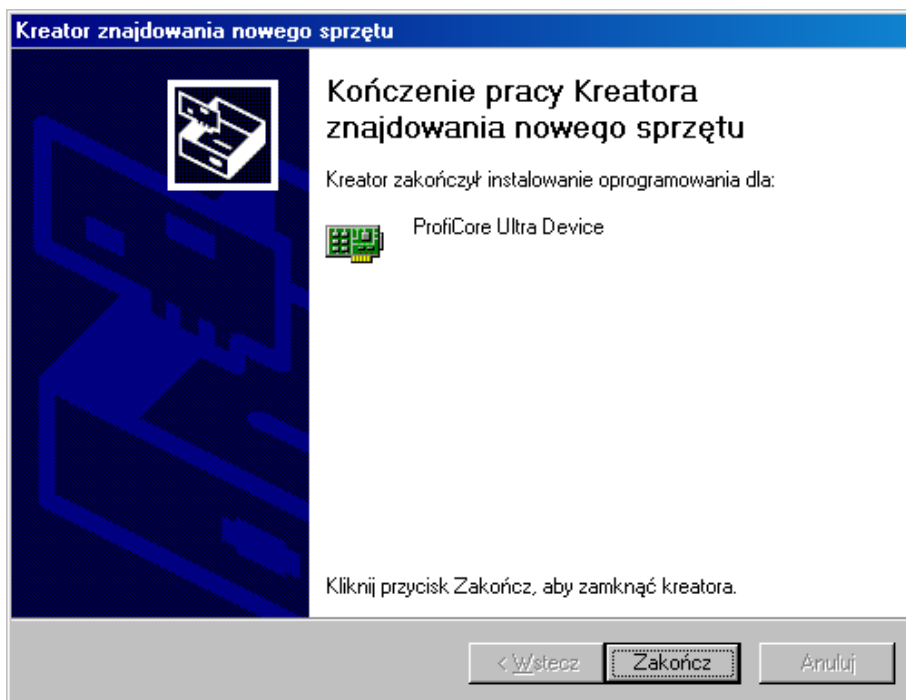 Kreator znajdowania nowego sprzętu
Kończenie pracy Kreatora
znajdowania nowego sprzętu
Kreator zakończył instalowanie oprogramowania dla:
ProfiCore Ultra Device
Kliknij przycisk Zakończ, aby zamknąć kreatora.
< Wstecz
Zakończ
Anuluj